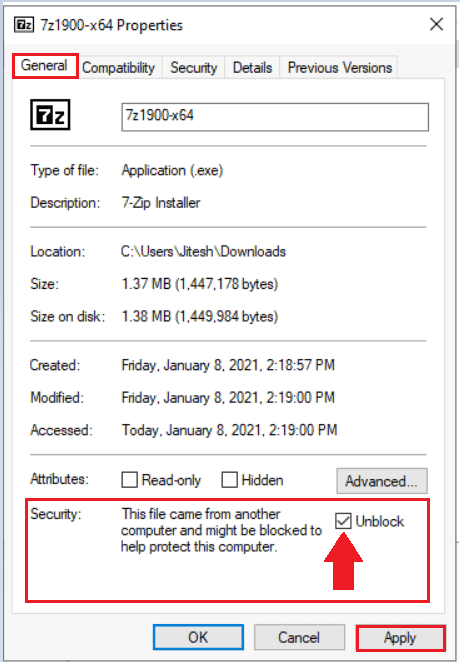 7z 7z1900-x64 Properties
General Compatibility Security Details Previous Versions
7z 7z1900-x64
Type of file: Application (.exe)
Description: 7-Zip Installer
Location: C:\Users\Jitesh\Downloads
Size: 1.37 MB (1,447,178 bytes)
Size on disk: 1.38 MB (1,449,984 bytes)
Created: Friday, January 8, 2021, 2:18:57 PM
Modified: Friday, January 8, 2021, 2:19:00 PM
Accessed: Today, January 8, 2021, 2:19:00 PM
Attributes: Read-only Hidden Advanced...
Security: This file came from another
computer and might be blocked to Unblock
help protect this computer.
OK Cancel Apply